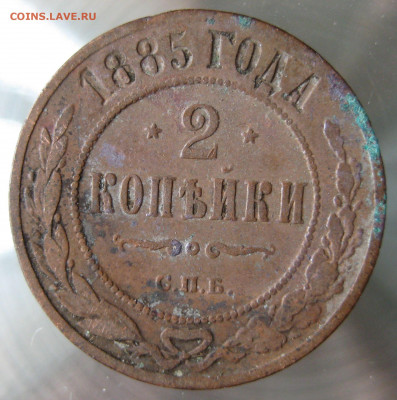 COINS.LAVE.RU
1885 ГОДА
2
КОПѢЙКИ
С.П.Б.